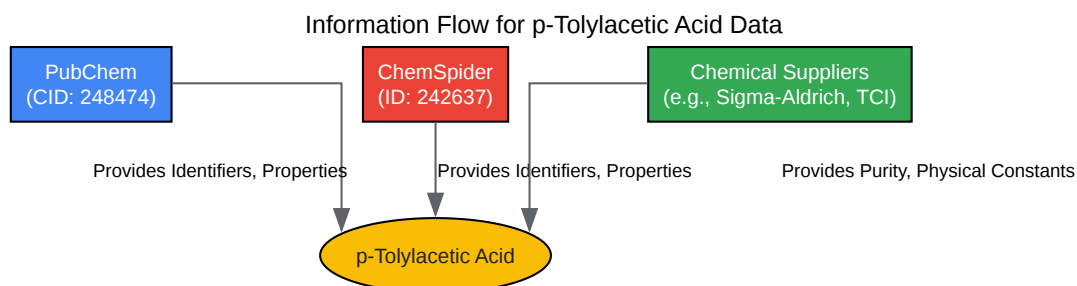 Information Flow for p-Tolylacetic Acid Data
PubChem
(CID: 248474)
ChemSpider
(ID: 242637)
Chemical Suppliers
(e.g., Sigma-Aldrich, TCI)
Provides Identifiers, Properties
Provides Identifiers, Properties
Provides Purity, Physical Constants
p-Tolylacetic Acid